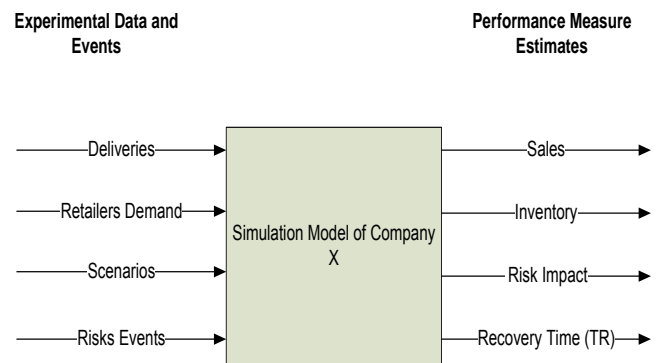 Experimental Data and
Events
Performance Measure
Estimates
Deliveries
Retailers Demand
Scenarios
Risks Events
Simulation Model of Company
X
Sales
Inventory
Risk Impact
Recovery Time (TR)